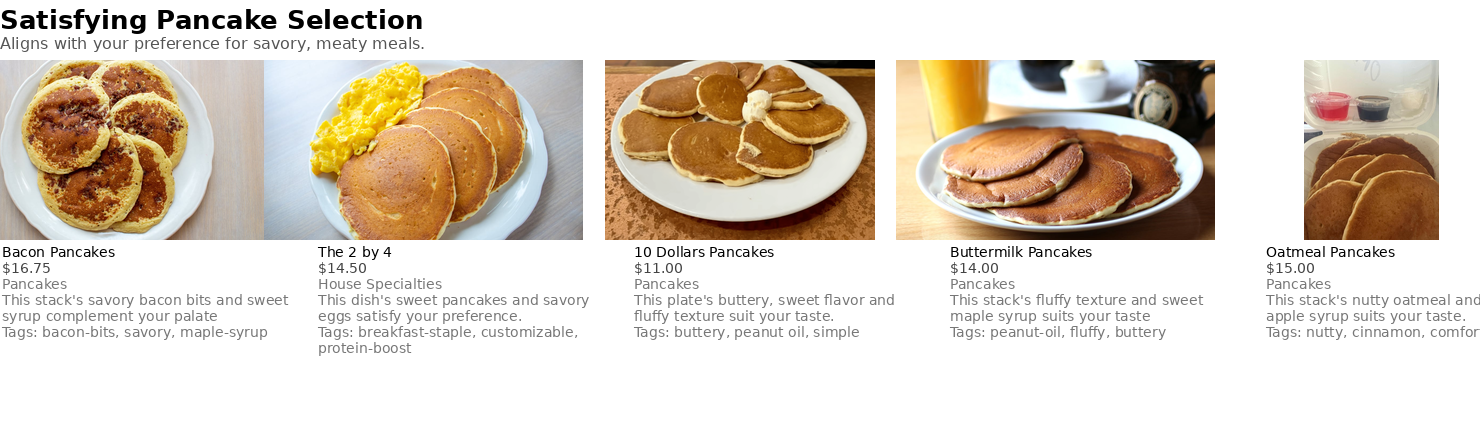 Satisfying Pancake Selection
Aligns with your preference for savory, meaty meals.
Bacon Pancakes
$16.75
Pancakes
This stack's savory bacon bits and sweet
syrup complement your palate
Tags: bacon-bits, savory, maple-syrup
The 2 by 4
$14.50
House Specialties
This dish's sweet pancakes and savory
eggs satisfy your preference.
Tags: breakfast-staple, customizable,
protein-boost
10 Dollars Pancakes
$11.00
Pancakes
This plate's buttery, sweet flavor and
fluffy texture suit your taste.
Tags: buttery, peanut oil, simple
Buttermilk Pancakes
$14.00
Pancakes
This stack's fluffy texture and sweet
maple syrup suits your taste
Tags: peanut-oil, fluffy, buttery
Oatmeal Pancakes
$15.00
Pancakes
This stack's nutty oatmeal and
apple syrup suits your taste.
Tags: nutty, cinnamon,